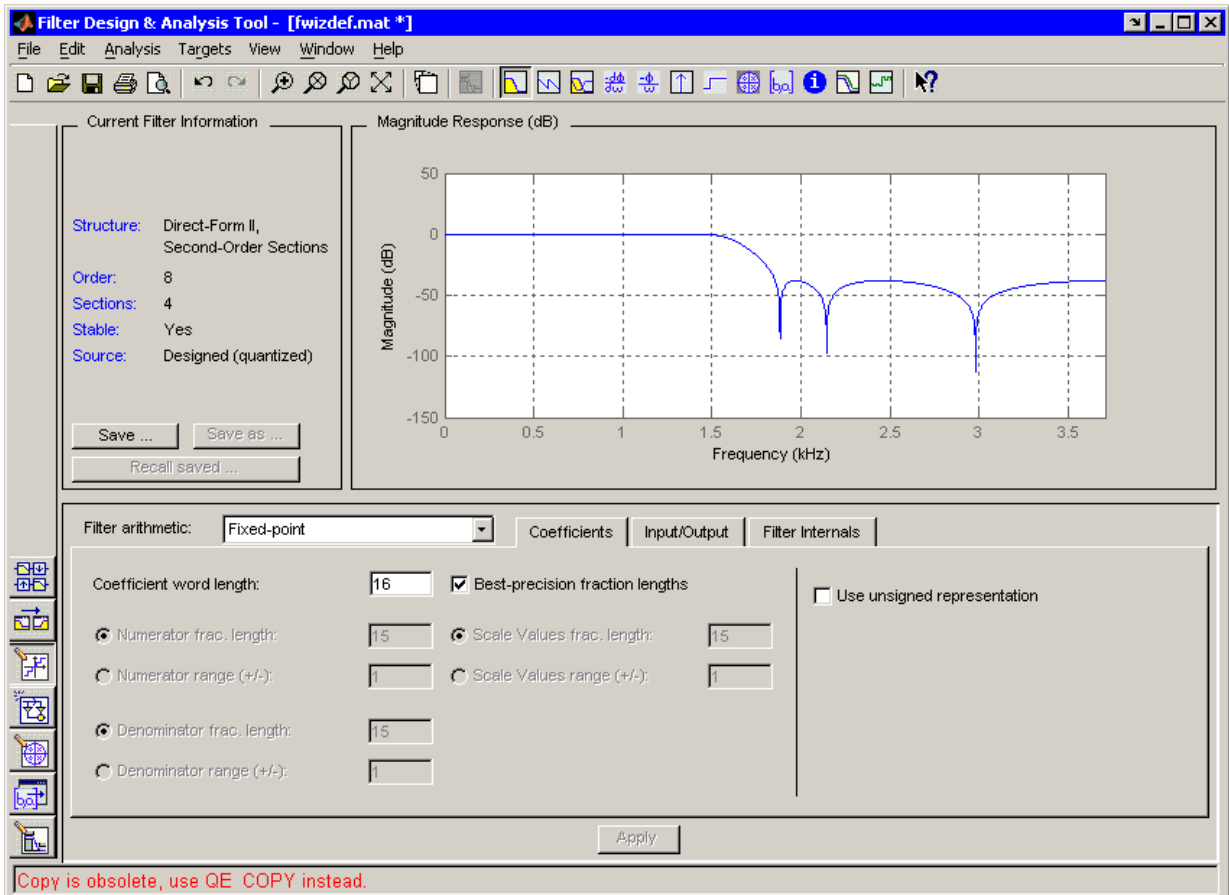 Filter Design & Analysis Tool - [fwizdef.mat *]
File Edit Analysis Targets View Window Help
Current Filter Information
Structure: Direct-Form II,
Second-Order Sections
Order: 8
Sections: 4
Stable: Yes
Source: Designed (quantized)
Save ...
Save as ...
Recall saved ...
Magnitude Response (dB)
50
0
-50
-100
-150
Magnitude (dB)
0 0.5 1 1.5 2 2.5 3 3.5
Frequency (kHz)
Filter arithmetic: Fixed-point
Coefficients Input/Output Filter Internals
Coefficient word length: 16 Best-precision fraction lengths
Use unsigned representation
Numerator frac. length: 15 Scale Values frac. length: 15
Numerator range (+/-): 1 Scale Values range (+/-): 1
Denominator frac. length: 15
Denominator range (+/-): 1
Apply
Copy is obsolete, use QE_COPY instead.